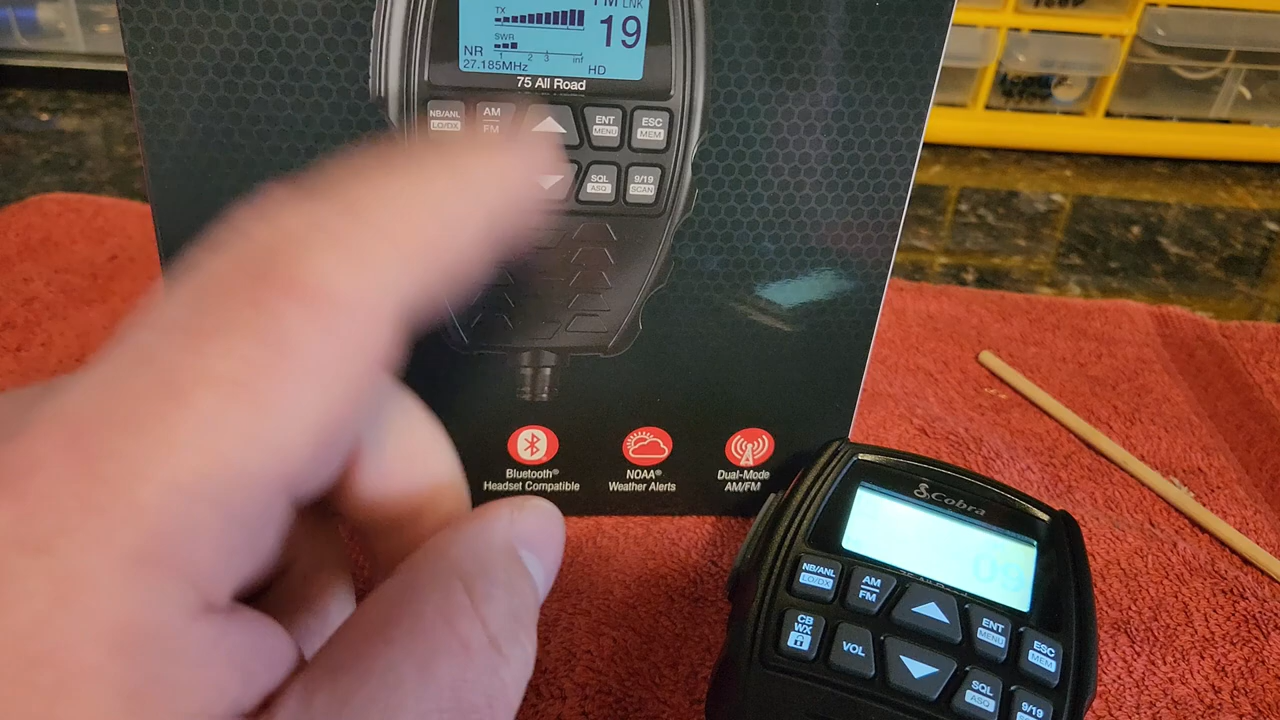 TX
FM LNK
19
SWR
1 2 3 inf
NR
27.185MHz
HD
75 All Road
NB/ANL
LO/DX
AM
FM
ENT
MENU
ESC
MEM
SQL
ASQ
9/19
SCAN
Bluetooth®
Headset Compatible
NOAA®
Weather Alerts
Dual-Mode
AM/FM
Cobra
09
NB/ANL
LO/DX
AM
FM
ENT
MENU
ESC
MEM
CB
WX
VOL
SQL
ASQ
9/19